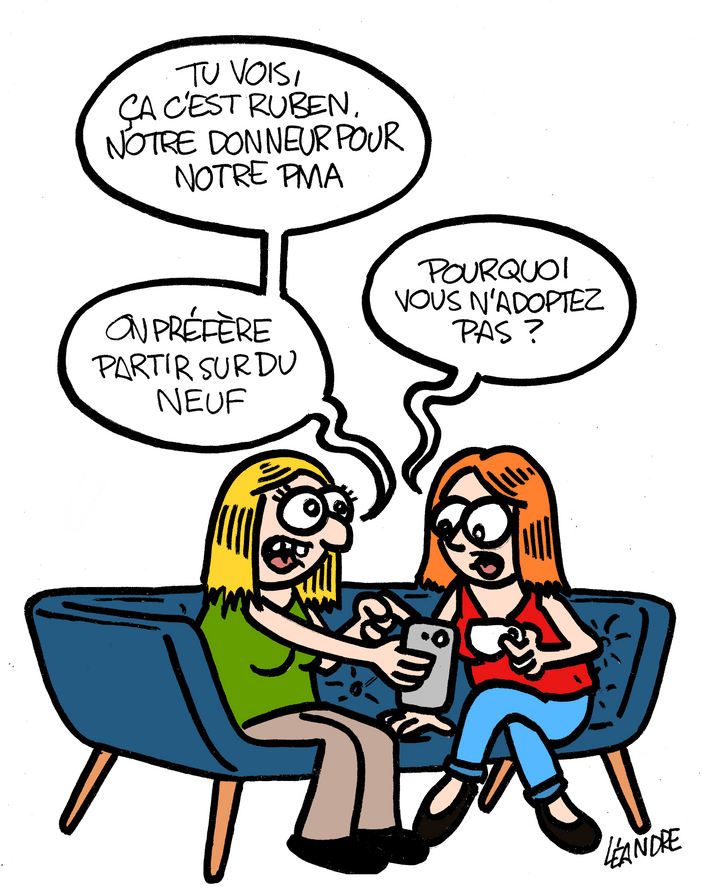 TU VOIS,
ÇA C'EST RUBEN,
NOTRE DONNEUR POUR
NOTRE PMA
POURQUOI
VOUS N'ADOPTEZ
PAS ?
ON PRÉFÈRE
PARTIR SUR DU
NEUF
LÉANDRE